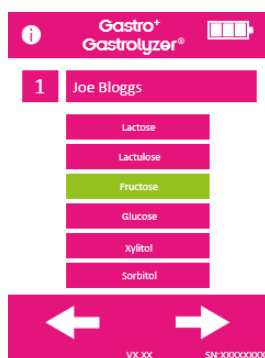 i
Gastro+
Gastrolyzer®
1 Joe Bloggs
Lactose
Lactulose
Fructose
Glucose
Xylitol
Sorbitol
VX.XX SN:XXXXXXXX